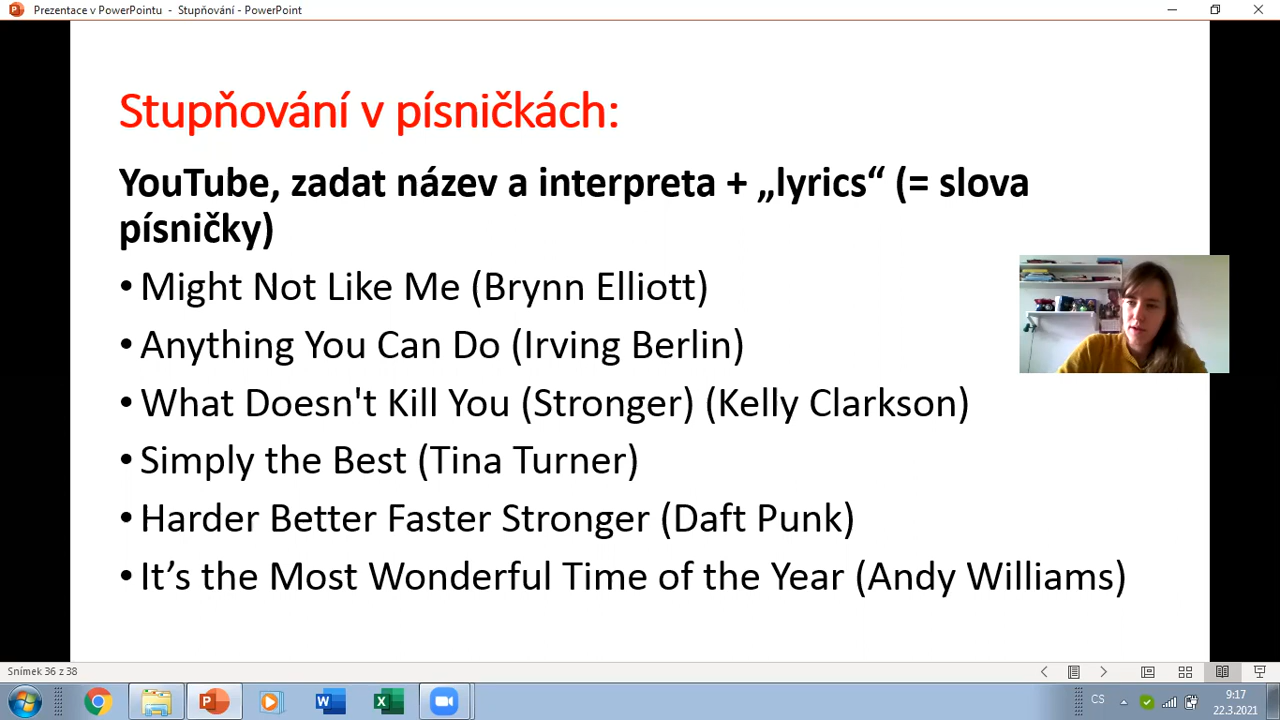 Prezentace v PowerPointu - Stupňování - PowerPoint
Stupňování v písničkách:
YouTube, zadat název a interpreta + „lyrics“ (= slova
písničky)
• Might Not Like Me (Brynn Elliott)
• Anything You Can Do (Irving Berlin)
• What Doesn't Kill You (Stronger) (Kelly Clarkson)
• Simply the Best (Tina Turner)
• Harder Better Faster Stronger (Daft Punk)
• It’s the Most Wonderful Time of the Year (Andy Williams)
Snímek 36 z 38
CS
9:17
22.3.2021